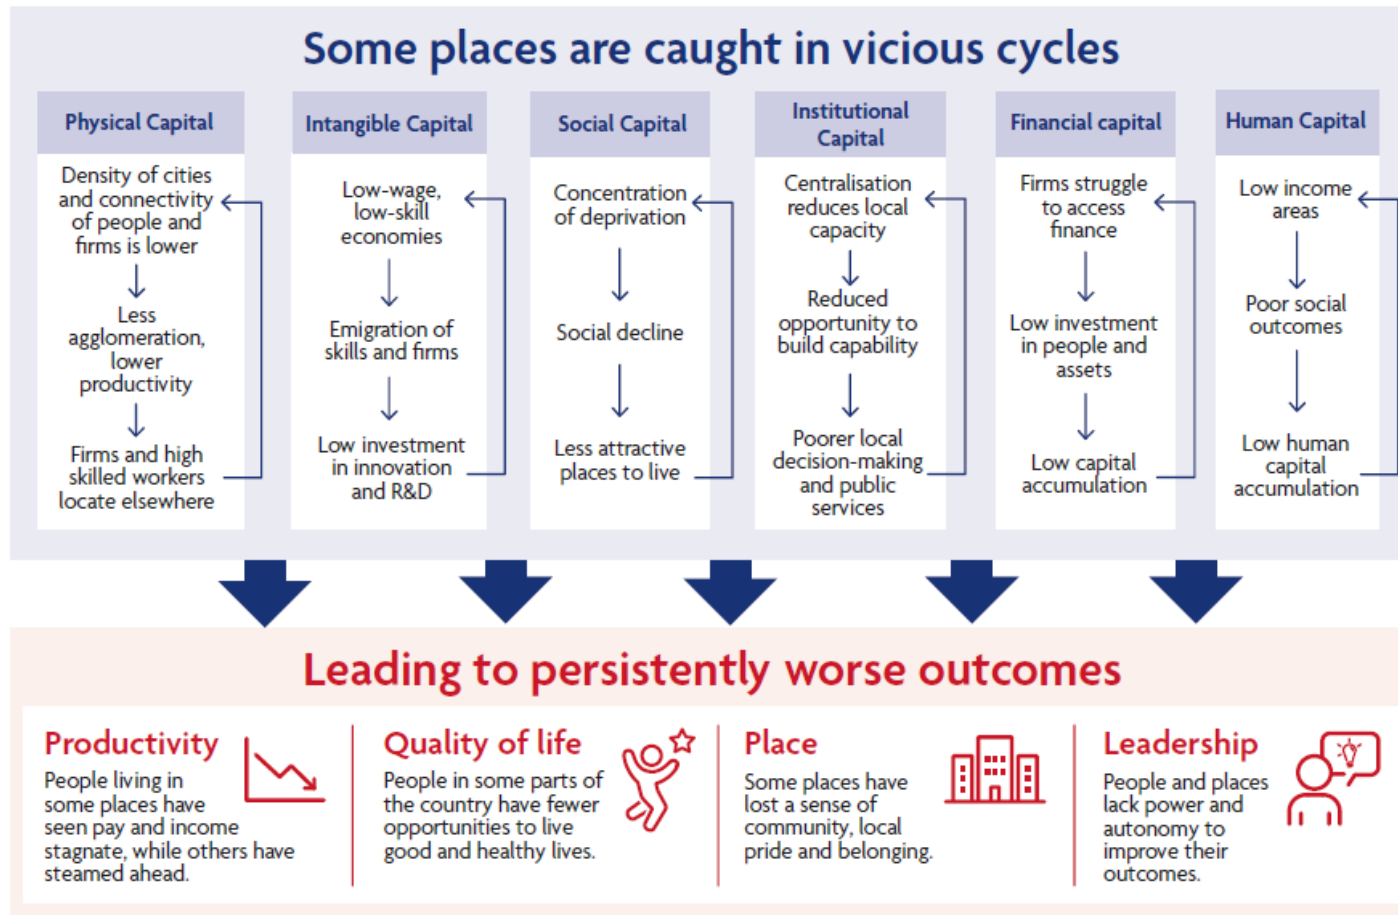 Some places are caught in vicious cycles
Physical Capital
Density of cities
and connectivity
of people and
firms is lower
Less
agglomeration,
lower
productivity
Firms and high
skilled workers
locate elsewhere
Intangible Capital
Low-wage,
low-skill
economies
Emigration of
skills and firms
Low investment
in innovation
and R&D
Social Capital
Concentration
of deprivation
Social decline
Less attractive
places to live
Institutional
Capital
Centralisation
reduces local
capacity
Reduced
opportunity to
build capability
Poorer local
decision-making
and public
services
Financial capital
Firms struggle
to access
finance
Low investment
in people and
assets
Low capital
accumulation
Human Capital
Low income
areas
Poor social
outcomes
Low human
capital
accumulation
Leading to persistently worse outcomes
Productivity
People living in
some places have
seen pay and income
stagnate, while others have
steamed ahead.
Quality of life
People in some parts of
the country have fewer
opportunities to live
good and healthy lives.
Place
Some places have
lost a sense of
community, local
pride and belonging.
Leadership
People and places
lack power and
autonomy to
improve their
outcomes.